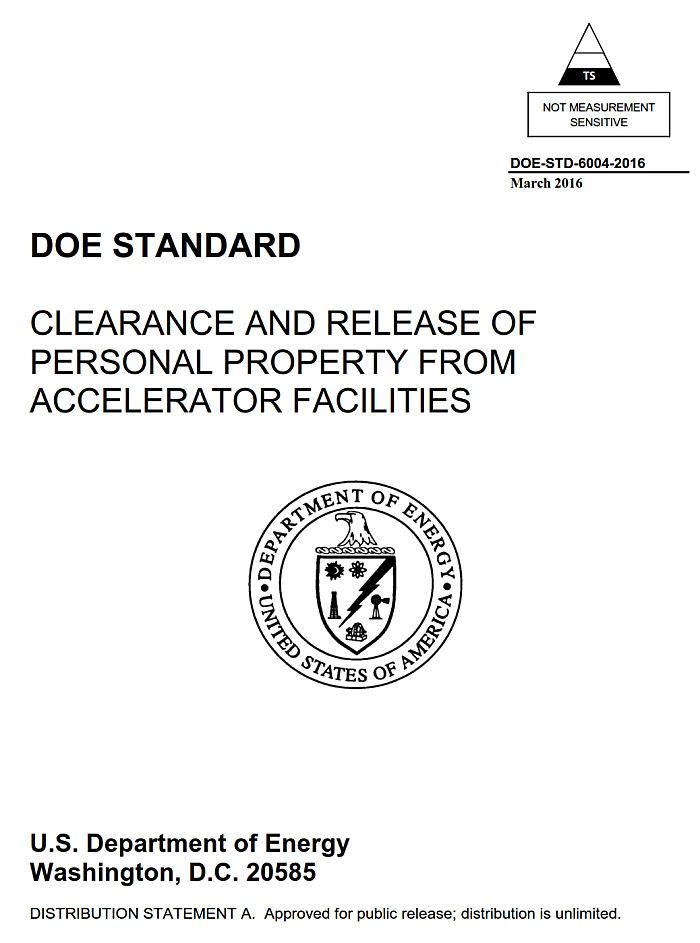 TS
NOT MEASUREMENT
SENSITIVE
DOE-STD-6004-2016
March 2016
DOE STANDARD
CLEARANCE AND RELEASE OF
PERSONAL PROPERTY FROM
ACCELERATOR FACILITIES
DEPARTMENT OF ENERGY
UNITED STATES OF AMERICA
U.S. Department of Energy
Washington, D.C. 20585
DISTRIBUTION STATEMENT A.  Approved for public release; distribution is unlimited.